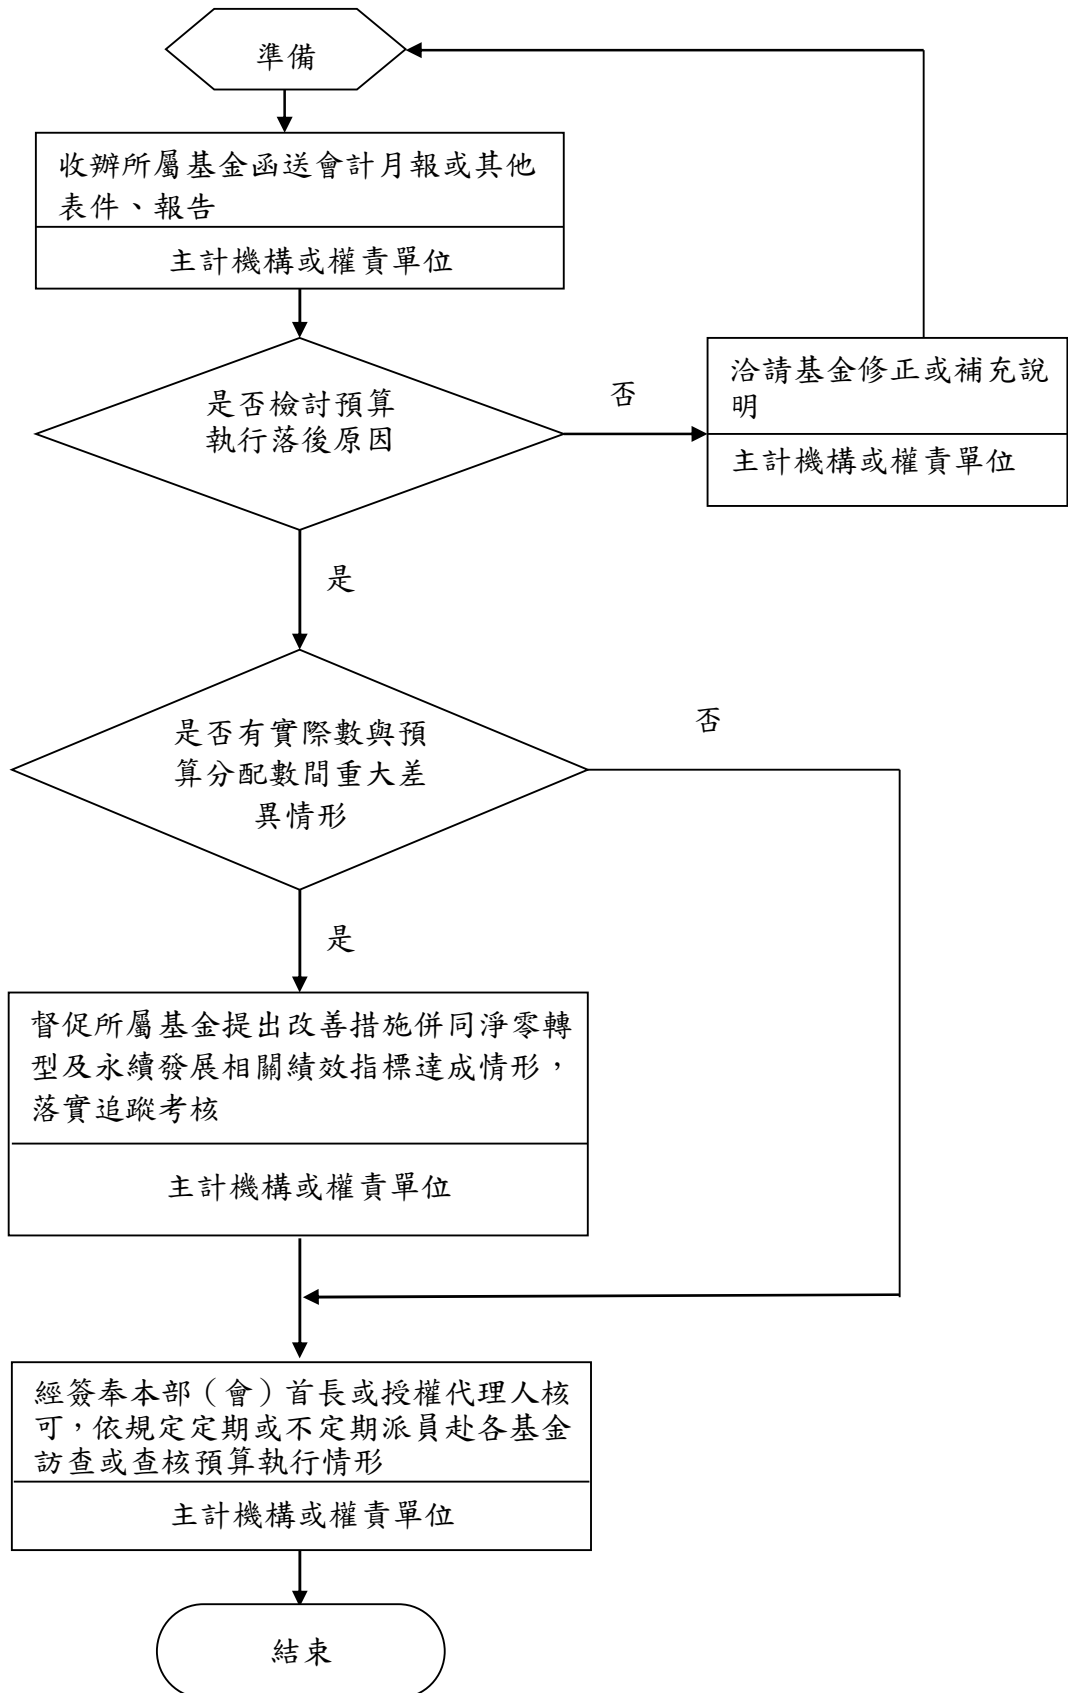 準備
收辦所屬基金函送會計月報或其他
表件、報告
主計機構或權責單位
是否檢討預算
執行落後原因
否
洽請基金修正或補充說
明
主計機構或權責單位
是
是否有實際數與預
算分配數間重大差
異情形
否
是
督促所屬基金提出改善措施併同淨零轉
型及永續發展相關績效指標達成情形，
落實追蹤考核
主計機構或權責單位
經簽奉本部（會）首長或授權代理人核
可，依規定定期或不定期派員赴各基金
訪查或查核預算執行情形
主計機構或權責單位
結束